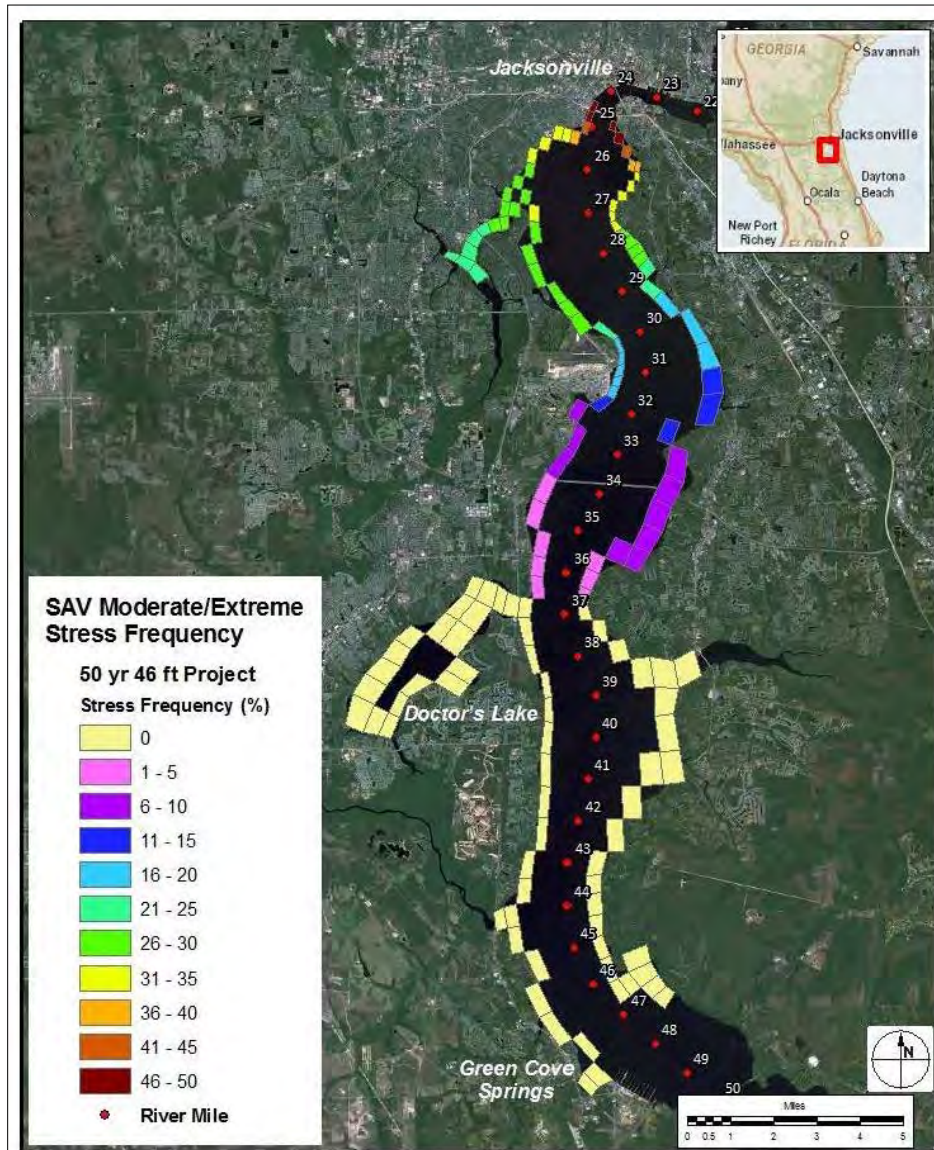 Jacksonville
24
23
22
25
26
27
28
29
30
31
32
33
34
35
36
37
38
39
40
41
42
43
44
45
46
47
48
49
50
Doctor's Lake
Green Cove
Springs
GEORGIA
Savannah
Jacksonville
Daytona
Beach
Ocala
New Port
Richey
SAV Moderate/Extreme
Stress Frequency
50 yr 46 ft Project
Stress Frequency (%)
0
1 - 5
6 - 10
11 - 15
16 - 20
21 - 25
26 - 30
31 - 35
36 - 40
41 - 45
46 - 50
River Mile
N
Miles
0 0.5 1 2 3 4 5